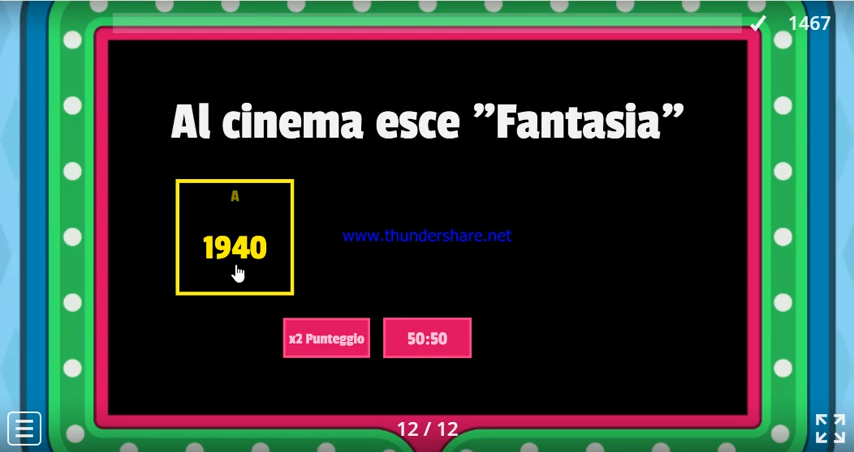 1467
Al cinema esce ”Fantasia”
A
1940
www.thundershare.net
x2 Punteggio
50:50
12 / 12